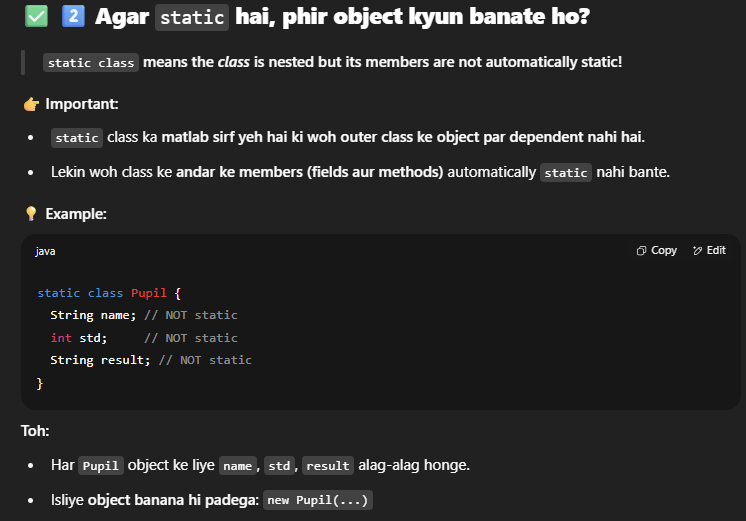 ✅ 2️⃣ Agar static hai, phir object kyun banate ho?
static class means the class is nested but its members are not automatically static!
👉 Important:
• static class ka matlab sirf yeh hai ki woh outer class ke object par dependent nahi hai.
• Lekin woh class ke andar ke members (fields aur methods) automatically static nahi bante.
💡 Example:
java Copy Edit
static class Pupil {
  String name; // NOT static
  int std;     // NOT static
  String result; // NOT static
}
Toh:
• Har Pupil object ke liye name, std, result alag-alag honge.
• Isliye object banana hi padega: new Pupil(...)